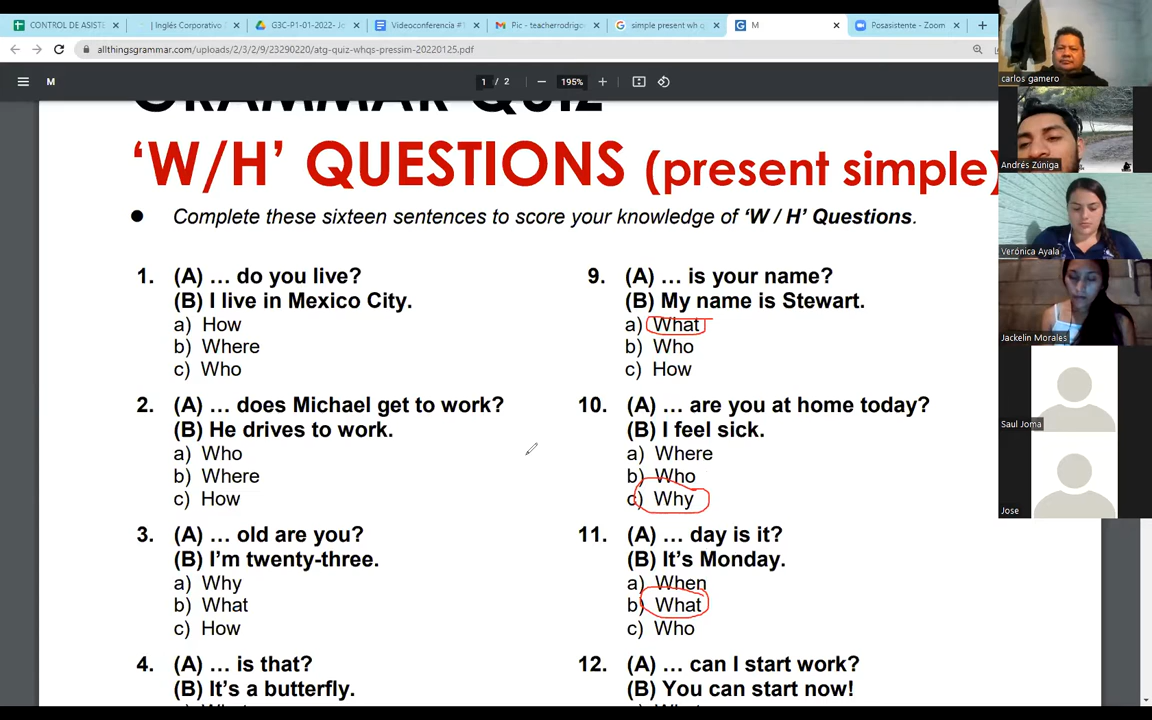 CONTROL DE ASIST
Inglés Corporativo
G3C-P1-01-2022- Jo
Videoconferencia #1
Pic - teacherrodrigo
simple present wh q
M
Posasistente - Zoom
allthingsgrammar.com/uploads/2/3/2/9/23290220/atg-quiz-whqs-pressim-20220125.pdf
M
1 / 2
195%
GRAMMAR QUIZ
‘W/H’ QUESTIONS (present simple)
Complete these sixteen sentences to score your knowledge of ‘W / H’ Questions.
1. (A) … do you live?
(B) I live in Mexico City.
a) How
b) Where
c) Who
2. (A) … does Michael get to work?
(B) He drives to work.
a) Who
b) Where
c) How
3. (A) … old are you?
(B) I’m twenty-three.
a) Why
b) What
c) How
4. (A) … is that?
(B) It’s a butterfly.
9. (A) … is your name?
(B) My name is Stewart.
a) What
b) Who
c) How
10. (A) … are you at home today?
(B) I feel sick.
a) Where
b) Who
c) Why
11. (A) … day is it?
(B) It’s Monday.
a) When
b) What
c) Who
12. (A) … can I start work?
(B) You can start now!
carlos gamero
Andrés Zúniga
Verónica Ayala
Jackelin Morales
Saul Joma
Jose